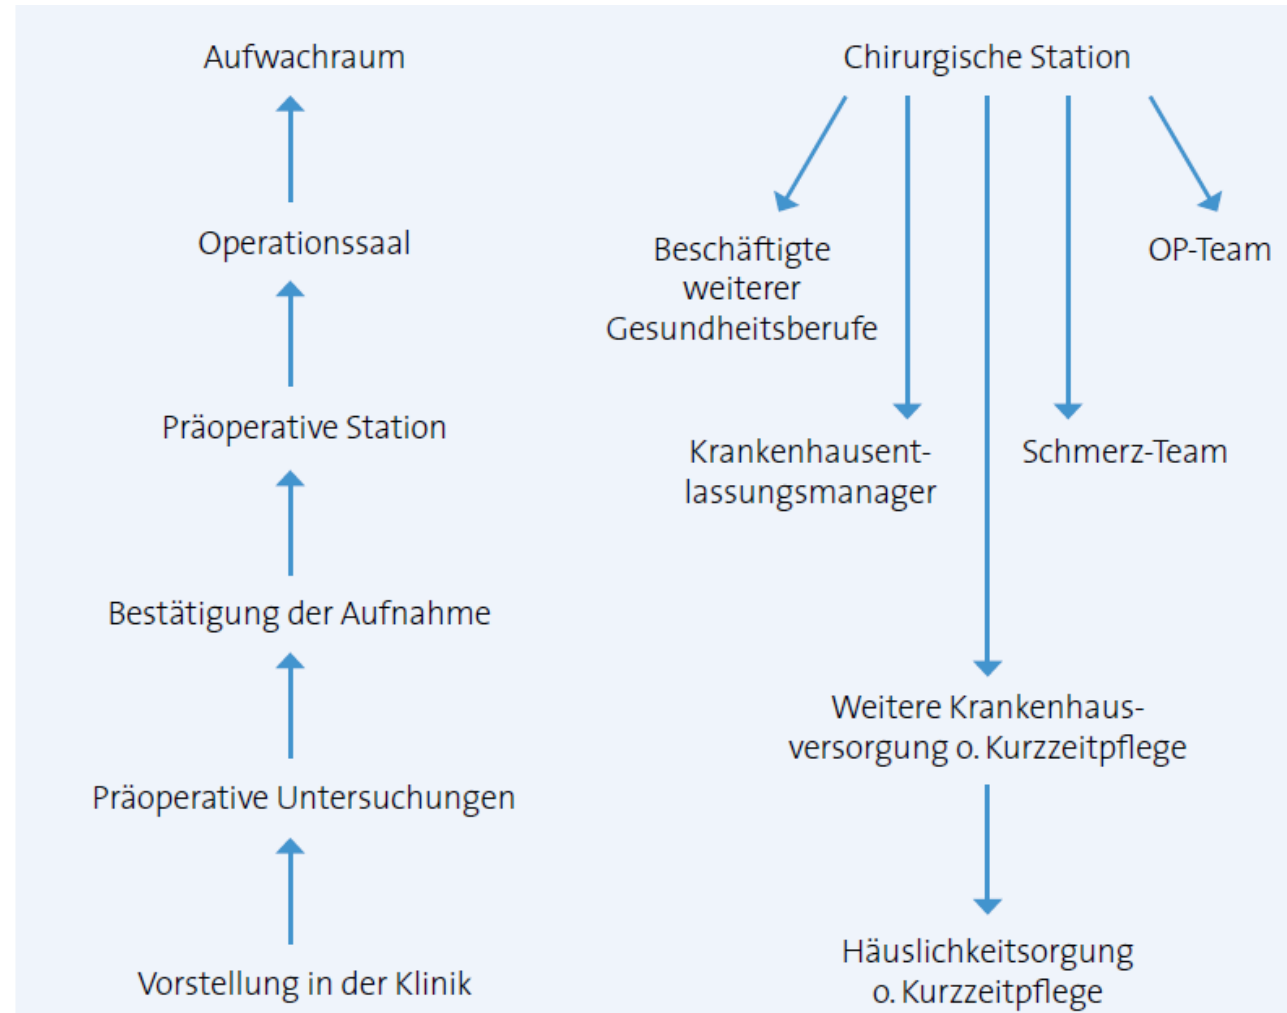 Aufwachraum
Operationssaal
Präoperative Station
Bestätigung der Aufnahme
Präoperative Untersuchungen
Vorstellung in der Klinik
Chirurgische Station
Beschäftigte
weiterer
Gesundheitsberufe
OP-Team
Krankenhausent-
lassungsmanager
Schmerz-Team
Weitere Krankenhaus-
versorgung o. Kurzzeitpflege
Häuslichkeitsorgung
o. Kurzzeitpflege